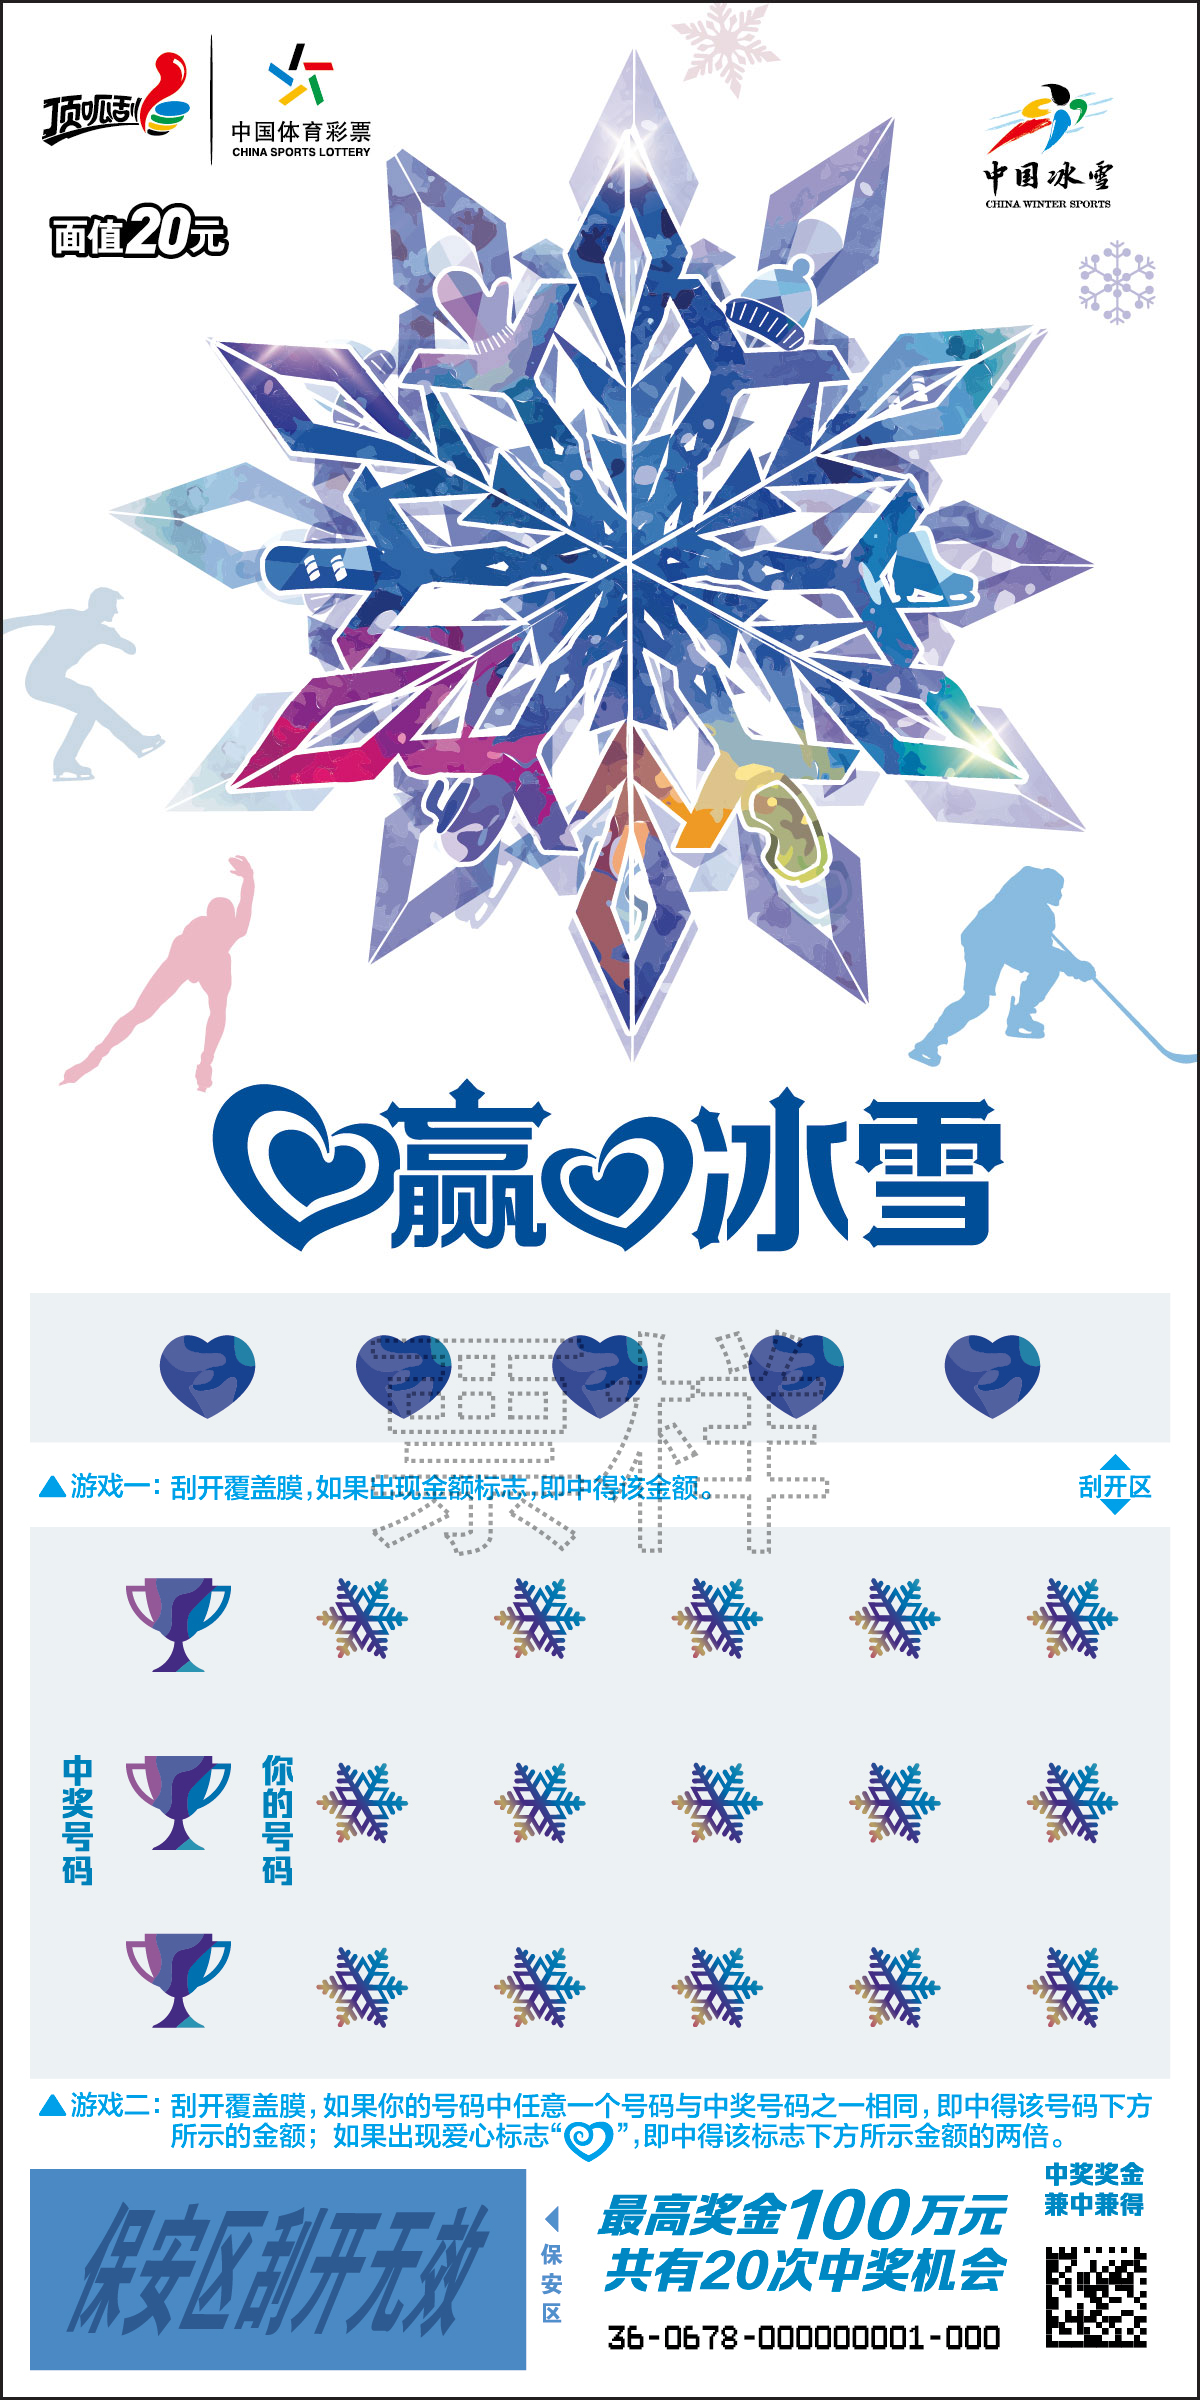 顶呱刮
中国体育彩票
CHINA SPORTS LOTTERY
中国冰雪
CHINA WINTER SPORTS
面值20元
赢冰雪
票样
游戏一：刮开覆盖膜，如果出现金额标志，即中得该金额。
刮开区
中奖号码
你的号码
游戏二：刮开覆盖膜，如果你的号码中任意一个号码与中奖号码之一相同，即中得该号码下方
所示的金额；如果出现爱心标志“”，即中得该标志下方所示金额的两倍。
保安区刮开无效
保安区
最高奖金100万元
共有20次中奖机会
36-0678-000000001-000
中奖奖金
兼中兼得